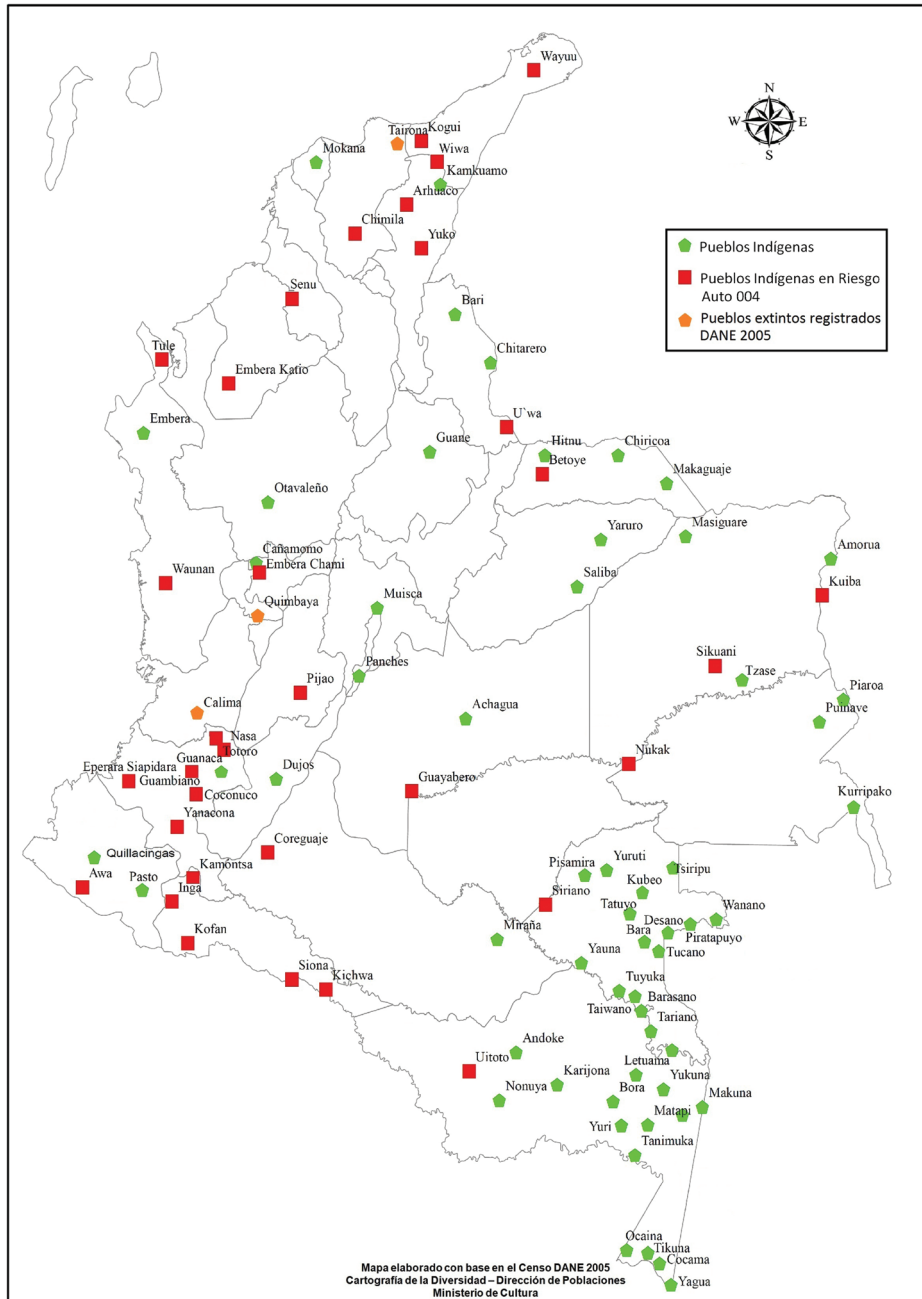 Wayuu
N
W
E
S
Tairona
Kogui
Mokana
Wiwa
Kamkuamo
Arhuaco
Chimila
Yuko
Pueblos Indígenas
Pueblos Indígenas en Riesgo
Auto 004
Pueblos extintos registrados
DANE 2005
Senu
Bari
Tule
Chitarero
Embera Katio
U`wa
Embera
Guane
Hitnu
Chiricoa
Betoye
Makaguaje
Otavaleño
Yaruro
Masiguare
Cañamomo
Embera Chami
Amorua
Waunan
Saliba
Kuiba
Quimbaya
Muisca
Sikuani
Panches
Tzase
Pijao
Piaroa
Calima
Achagua
Puinave
Nasa
Totoro
Nukak
Guanaca
Eperara Siapidara
Guambiano
Dujos
Guayabero
Coconuco
Kurripako
Yanacona
Coreguaje
Quillacingas
Kamontsa
Pisamira
Yuruti
Tsiripu
Awa
Pasto
Inga
Siriano
Kubeo
Tatuyo
Wanano
Desano
Kofan
Miraña
Bara
Piratapuyo
Yauna
Tucano
Siona
Kichwa
Tuyuka
Barasano
Taiwano
Tariano
Andoke
Uitoto
Letuama
Karijona
Yukuna
Nonuya
Bora
Makuna
Yuri
Matapi
Tanimuka
Ocaina
Tikuna
Cocama
Yagua
Mapa elaborado con base en el Censo DANE 2005
Cartografía de la Diversidad – Dirección de Poblaciones
Ministerio de Cultura